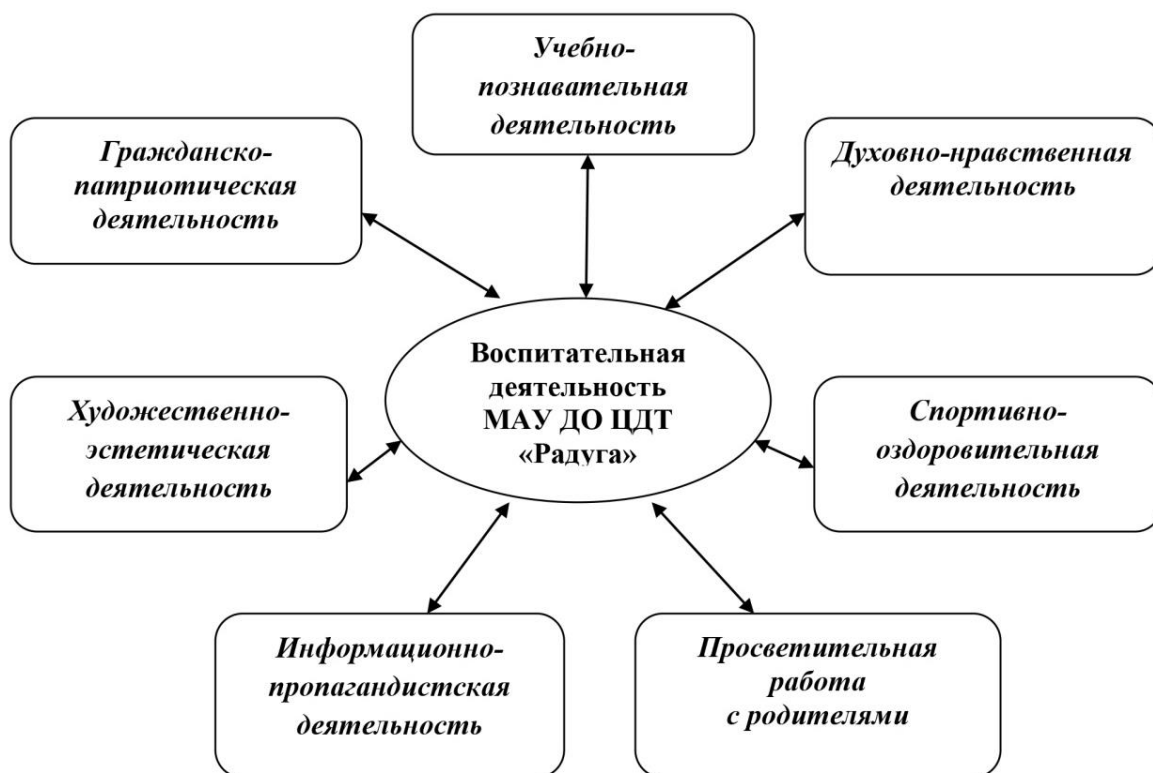 Учебно-
познавательная
деятельность
Гражданско-
патриотическая
деятельность
Духовно-нравственная
деятельность
Воспитательная
деятельность
МАУ ДО ЦДТ
«Радуга»
Художественно-
эстетическая
деятельность
Спортивно-
оздоровительная
деятельность
Информационно-
пропагандистская
деятельность
Просветительная
работа
с родителями